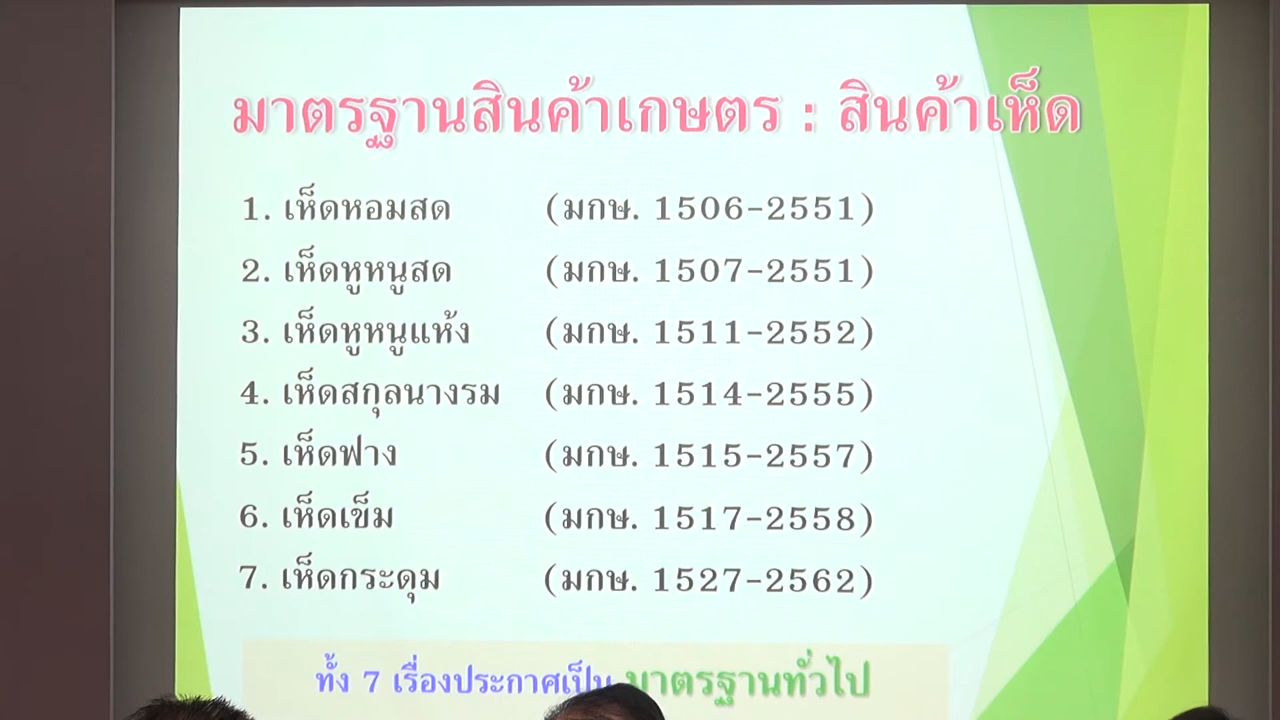 มาตรฐานสินค้าเกษตร : สินค้าเห็ด
1. เห็ดหอมสด (มกษ. 1506-2551)
2. เห็ดหูหนูสด (มกษ. 1507-2551)
3. เห็ดหูหนูแห้ง (มกษ. 1511-2552)
4. เห็ดสกุลนางรม (มกษ. 1514-2555)
5. เห็ดฟาง (มกษ. 1515-2557)
6. เห็ดเข็ม (มกษ. 1517-2558)
7. เห็ดกระดุม (มกษ. 1527-2562)
ทั้ง 7 เรื่องประกาศเป็น มาตรฐานทั่วไป